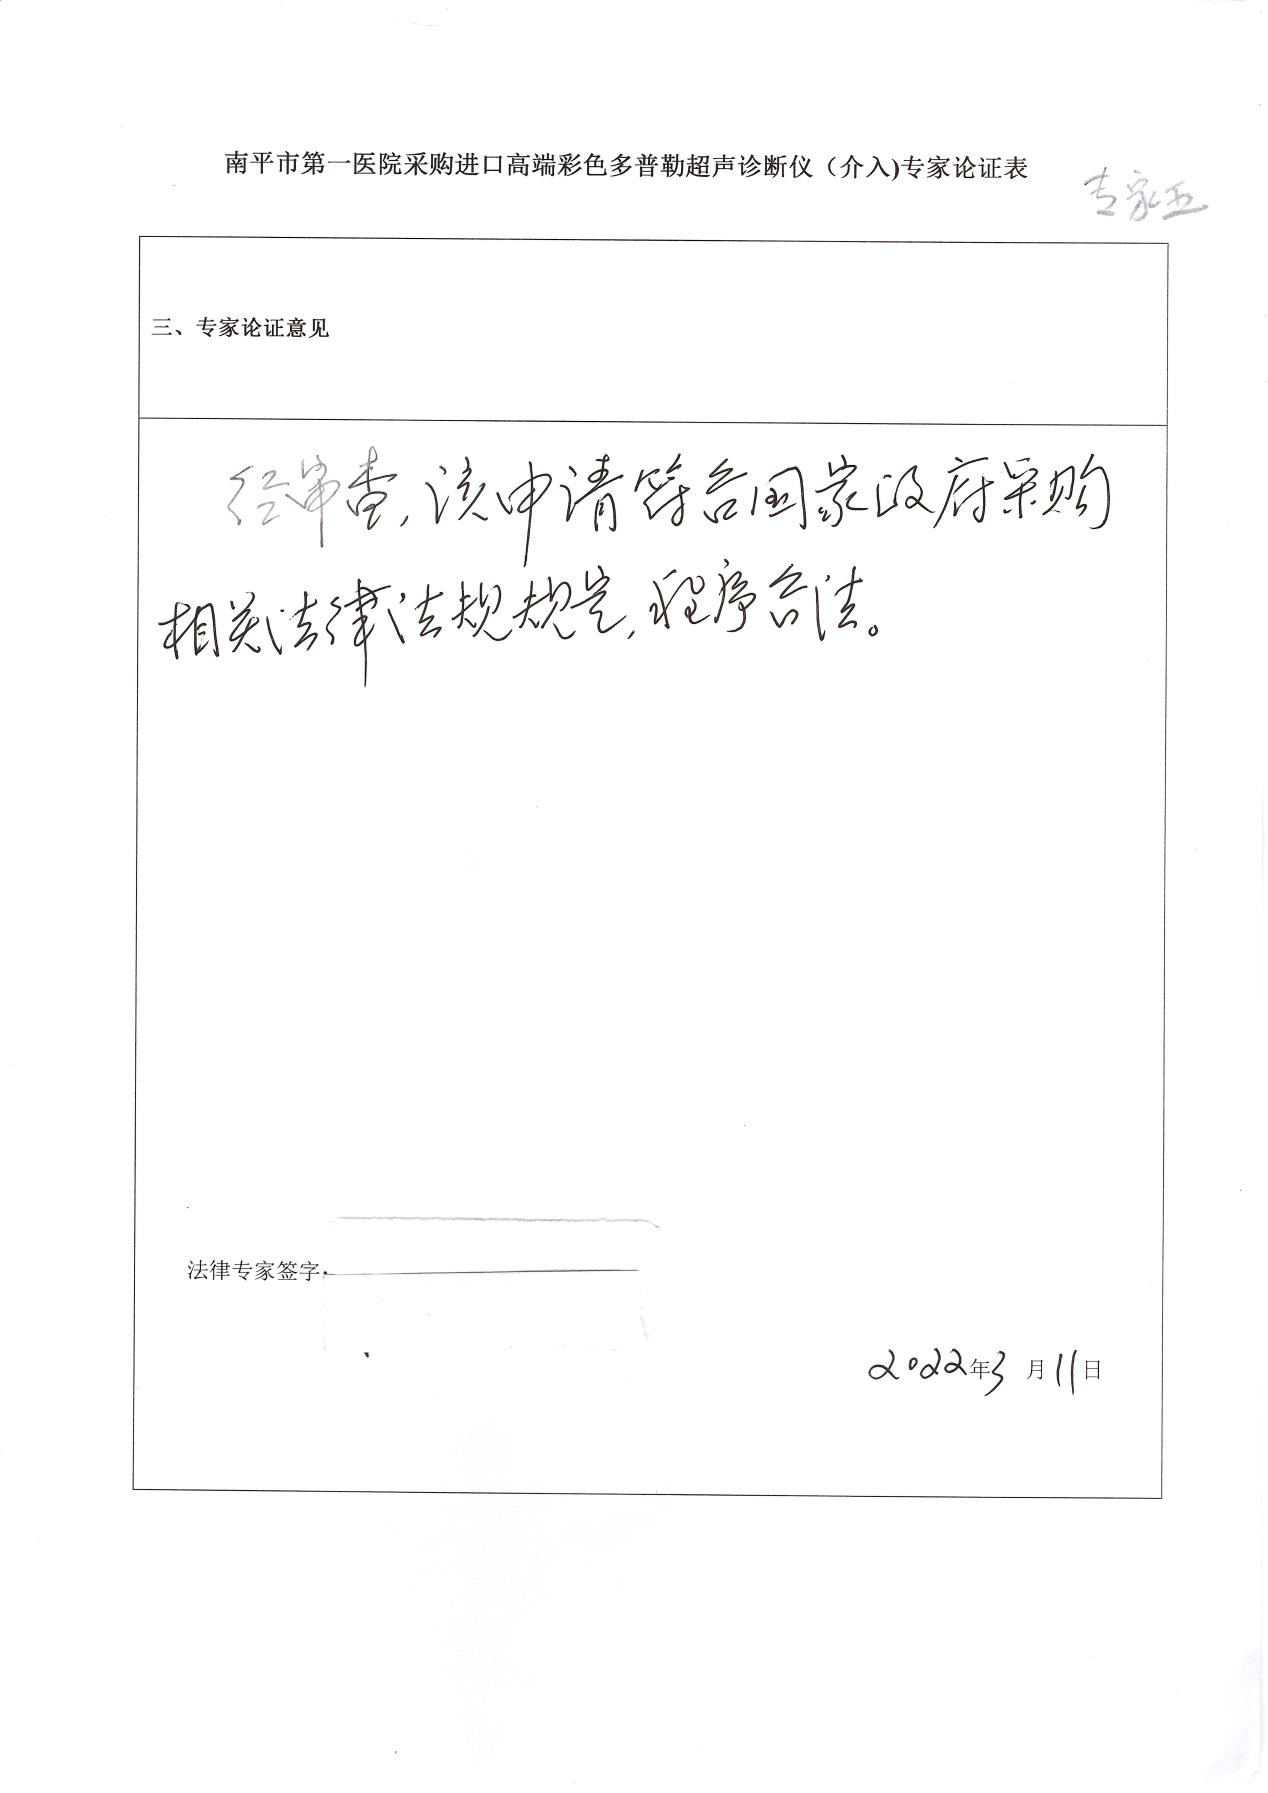 南平市第一医院采购进口高端彩色多普勒超声诊断仪（介入)专家论证表
专家五
三、专家论证意见
经审查，该申请符合国家政府采购
相关法律法规规定，程序合法。
法律专家签字:
2022年3月11日